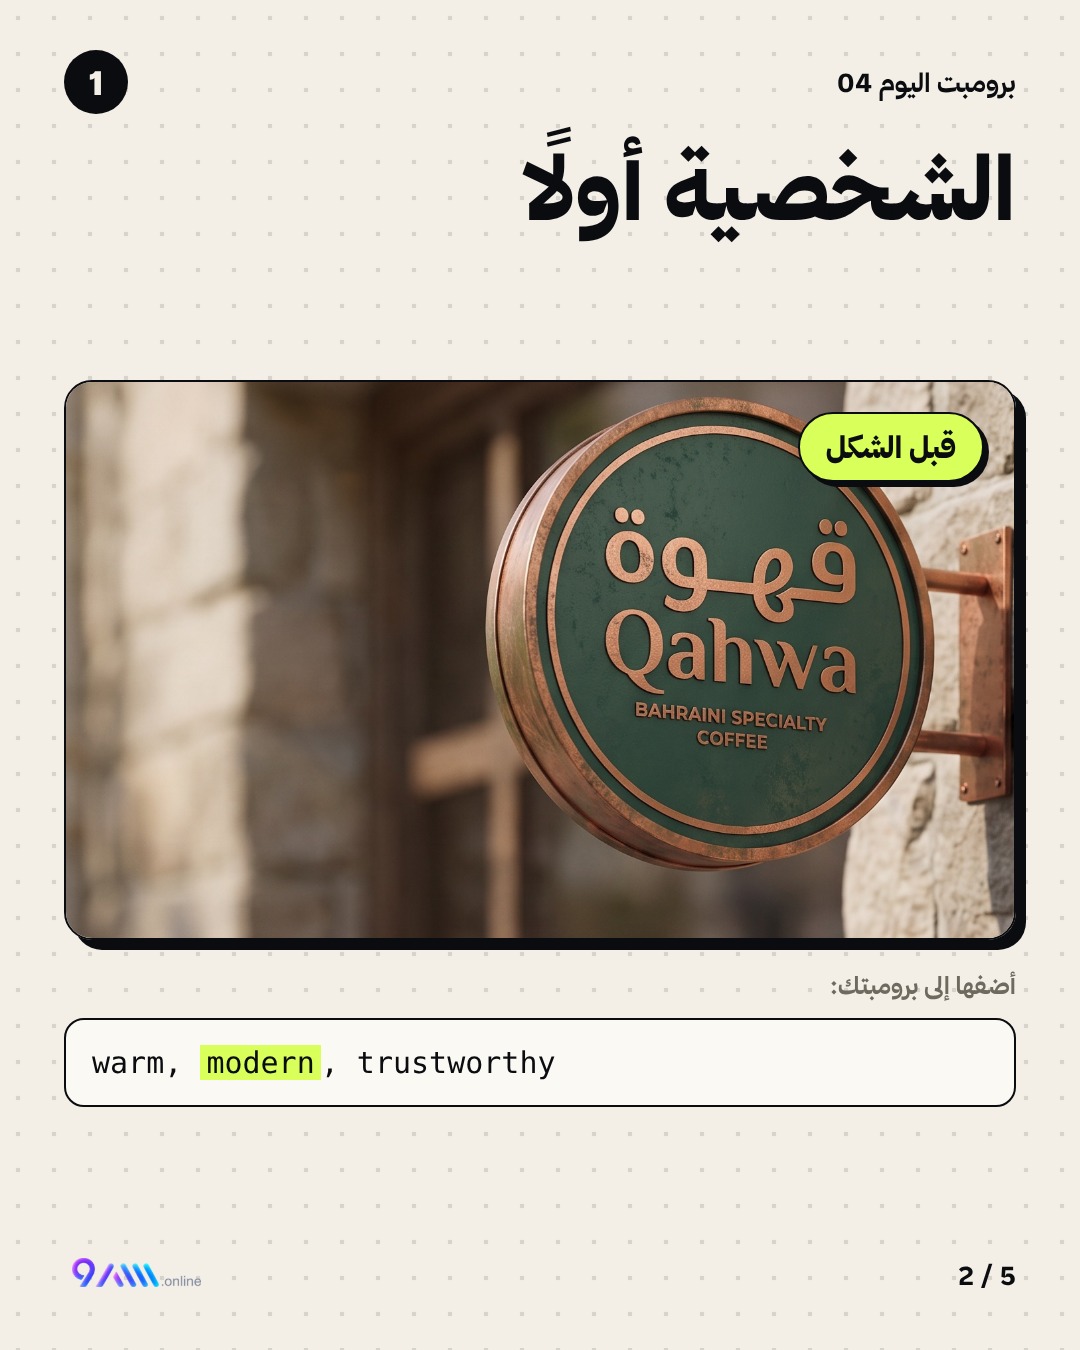 برومبت اليوم 04
1
الشخصية أولًا
قبل الشكل
قهوة
Qahwa
BAHRAINI SPECIALTY
COFFEE
أضفها إلى برومبتك:
warm, modern, trustworthy
9AM.online
2 / 5